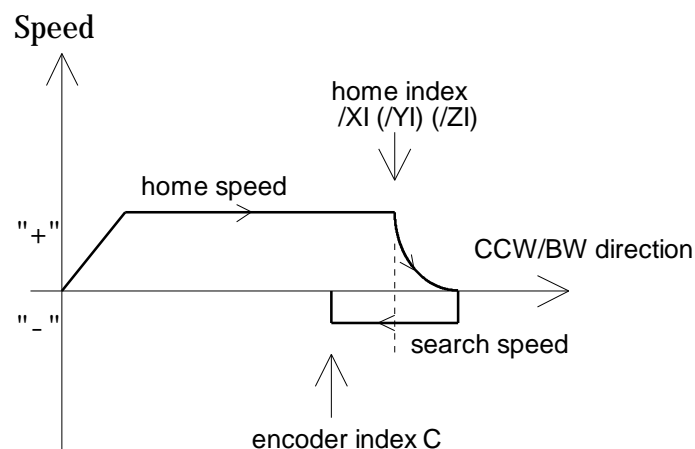 Speed
home index
/XI (/YI) (/ZI)
home speed
"+"
CCW/BW direction
"-"
search speed
encoder index C